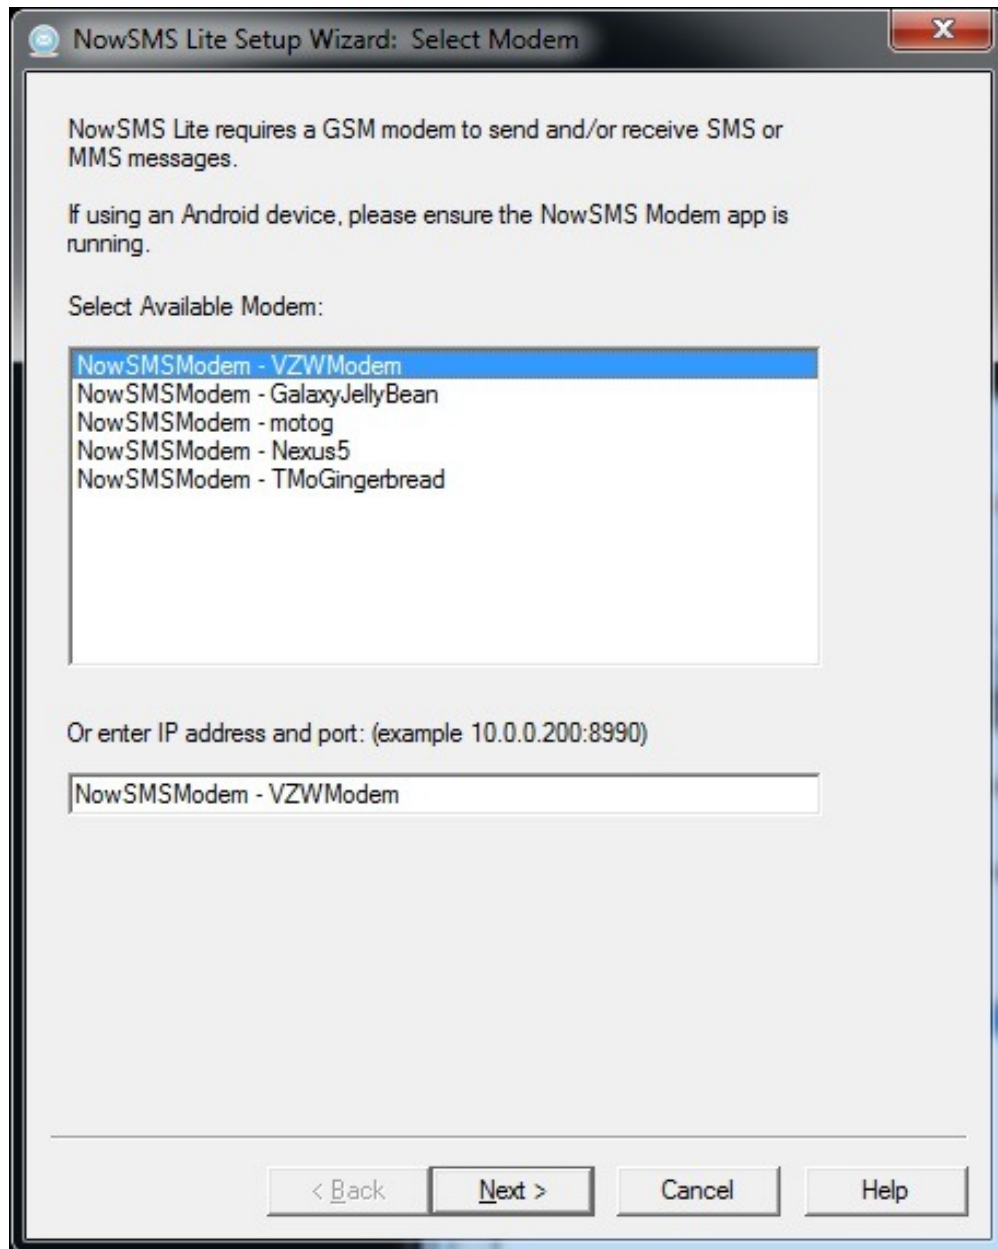 NowSMS Lite Setup Wizard: Select Modem
NowSMS Lite requires a GSM modem to send and/or receive SMS or
MMS messages.
If using an Android device, please ensure the NowSMS Modem app is
running.
Select Available Modem:
NowSMSModem - VZWModem
NowSMSModem - GalaxyJellyBean
NowSMSModem - motog
NowSMSModem - Nexus5
NowSMSModem - TMoGingerbread
Or enter IP address and port: (example 10.0.0.200:8990)
NowSMSModem - VZWModem
< Back Next > Cancel Help